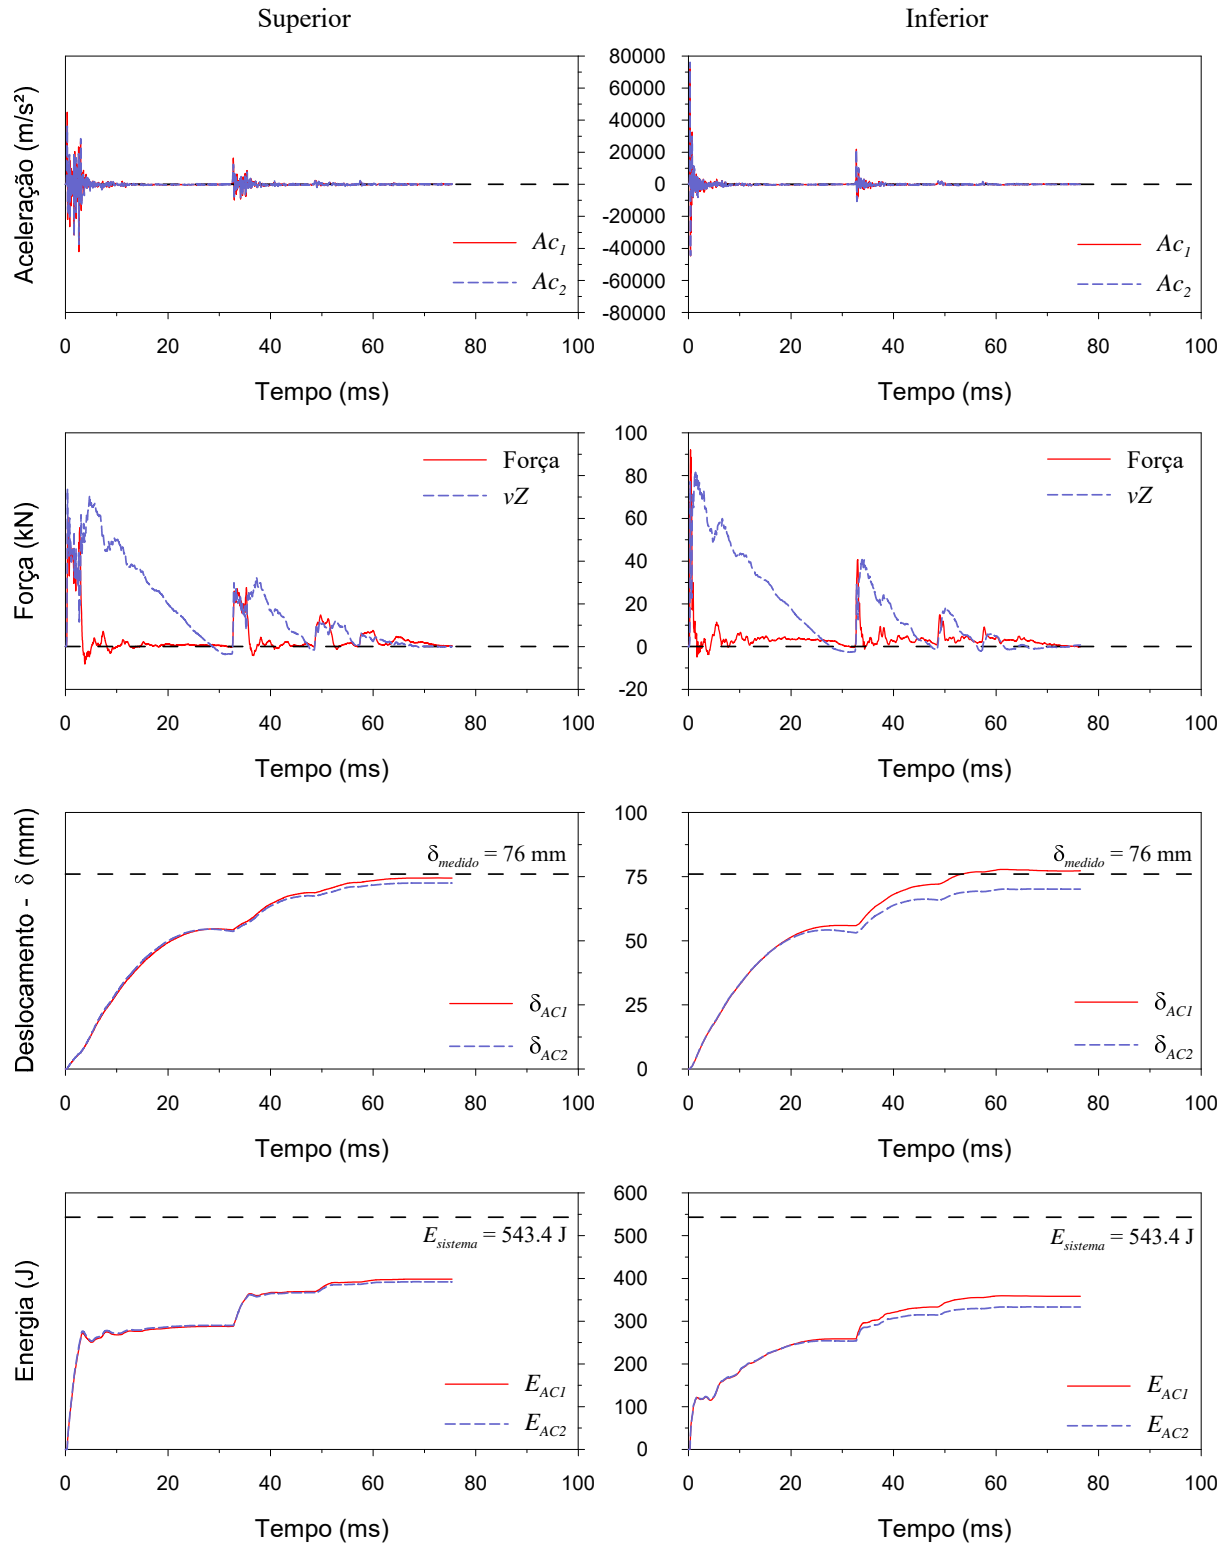 Superior Inferior
Aceleração (m/s²)
80000
60000
40000
20000
0
-20000
-40000
-60000
-80000
Ac1
Ac2
Ac1
Ac2
0 20 40 60 80 100
0 20 40 60 80 100
Tempo (ms) Tempo (ms)
Força (kN)
100
80
60
40
20
0
-20
Força
vZ
Força
vZ
0 20 40 60 80 100
0 20 40 60 80 100
Tempo (ms) Tempo (ms)
Deslocamento - δ (mm)
100
75
50
25
0
δmedido = 76 mm
δAC1
δAC2
δmedido = 76 mm
δAC1
δAC2
0 20 40 60 80 100
0 20 40 60 80 100
Tempo (ms) Tempo (ms)
Energia (J)
600
500
400
300
200
100
0
Esistema = 543.4 J
EAC1
EAC2
Esistema = 543.4 J
EAC1
EAC2
0 20 40 60 80 100
0 20 40 60 80 100
Tempo (ms) Tempo (ms)